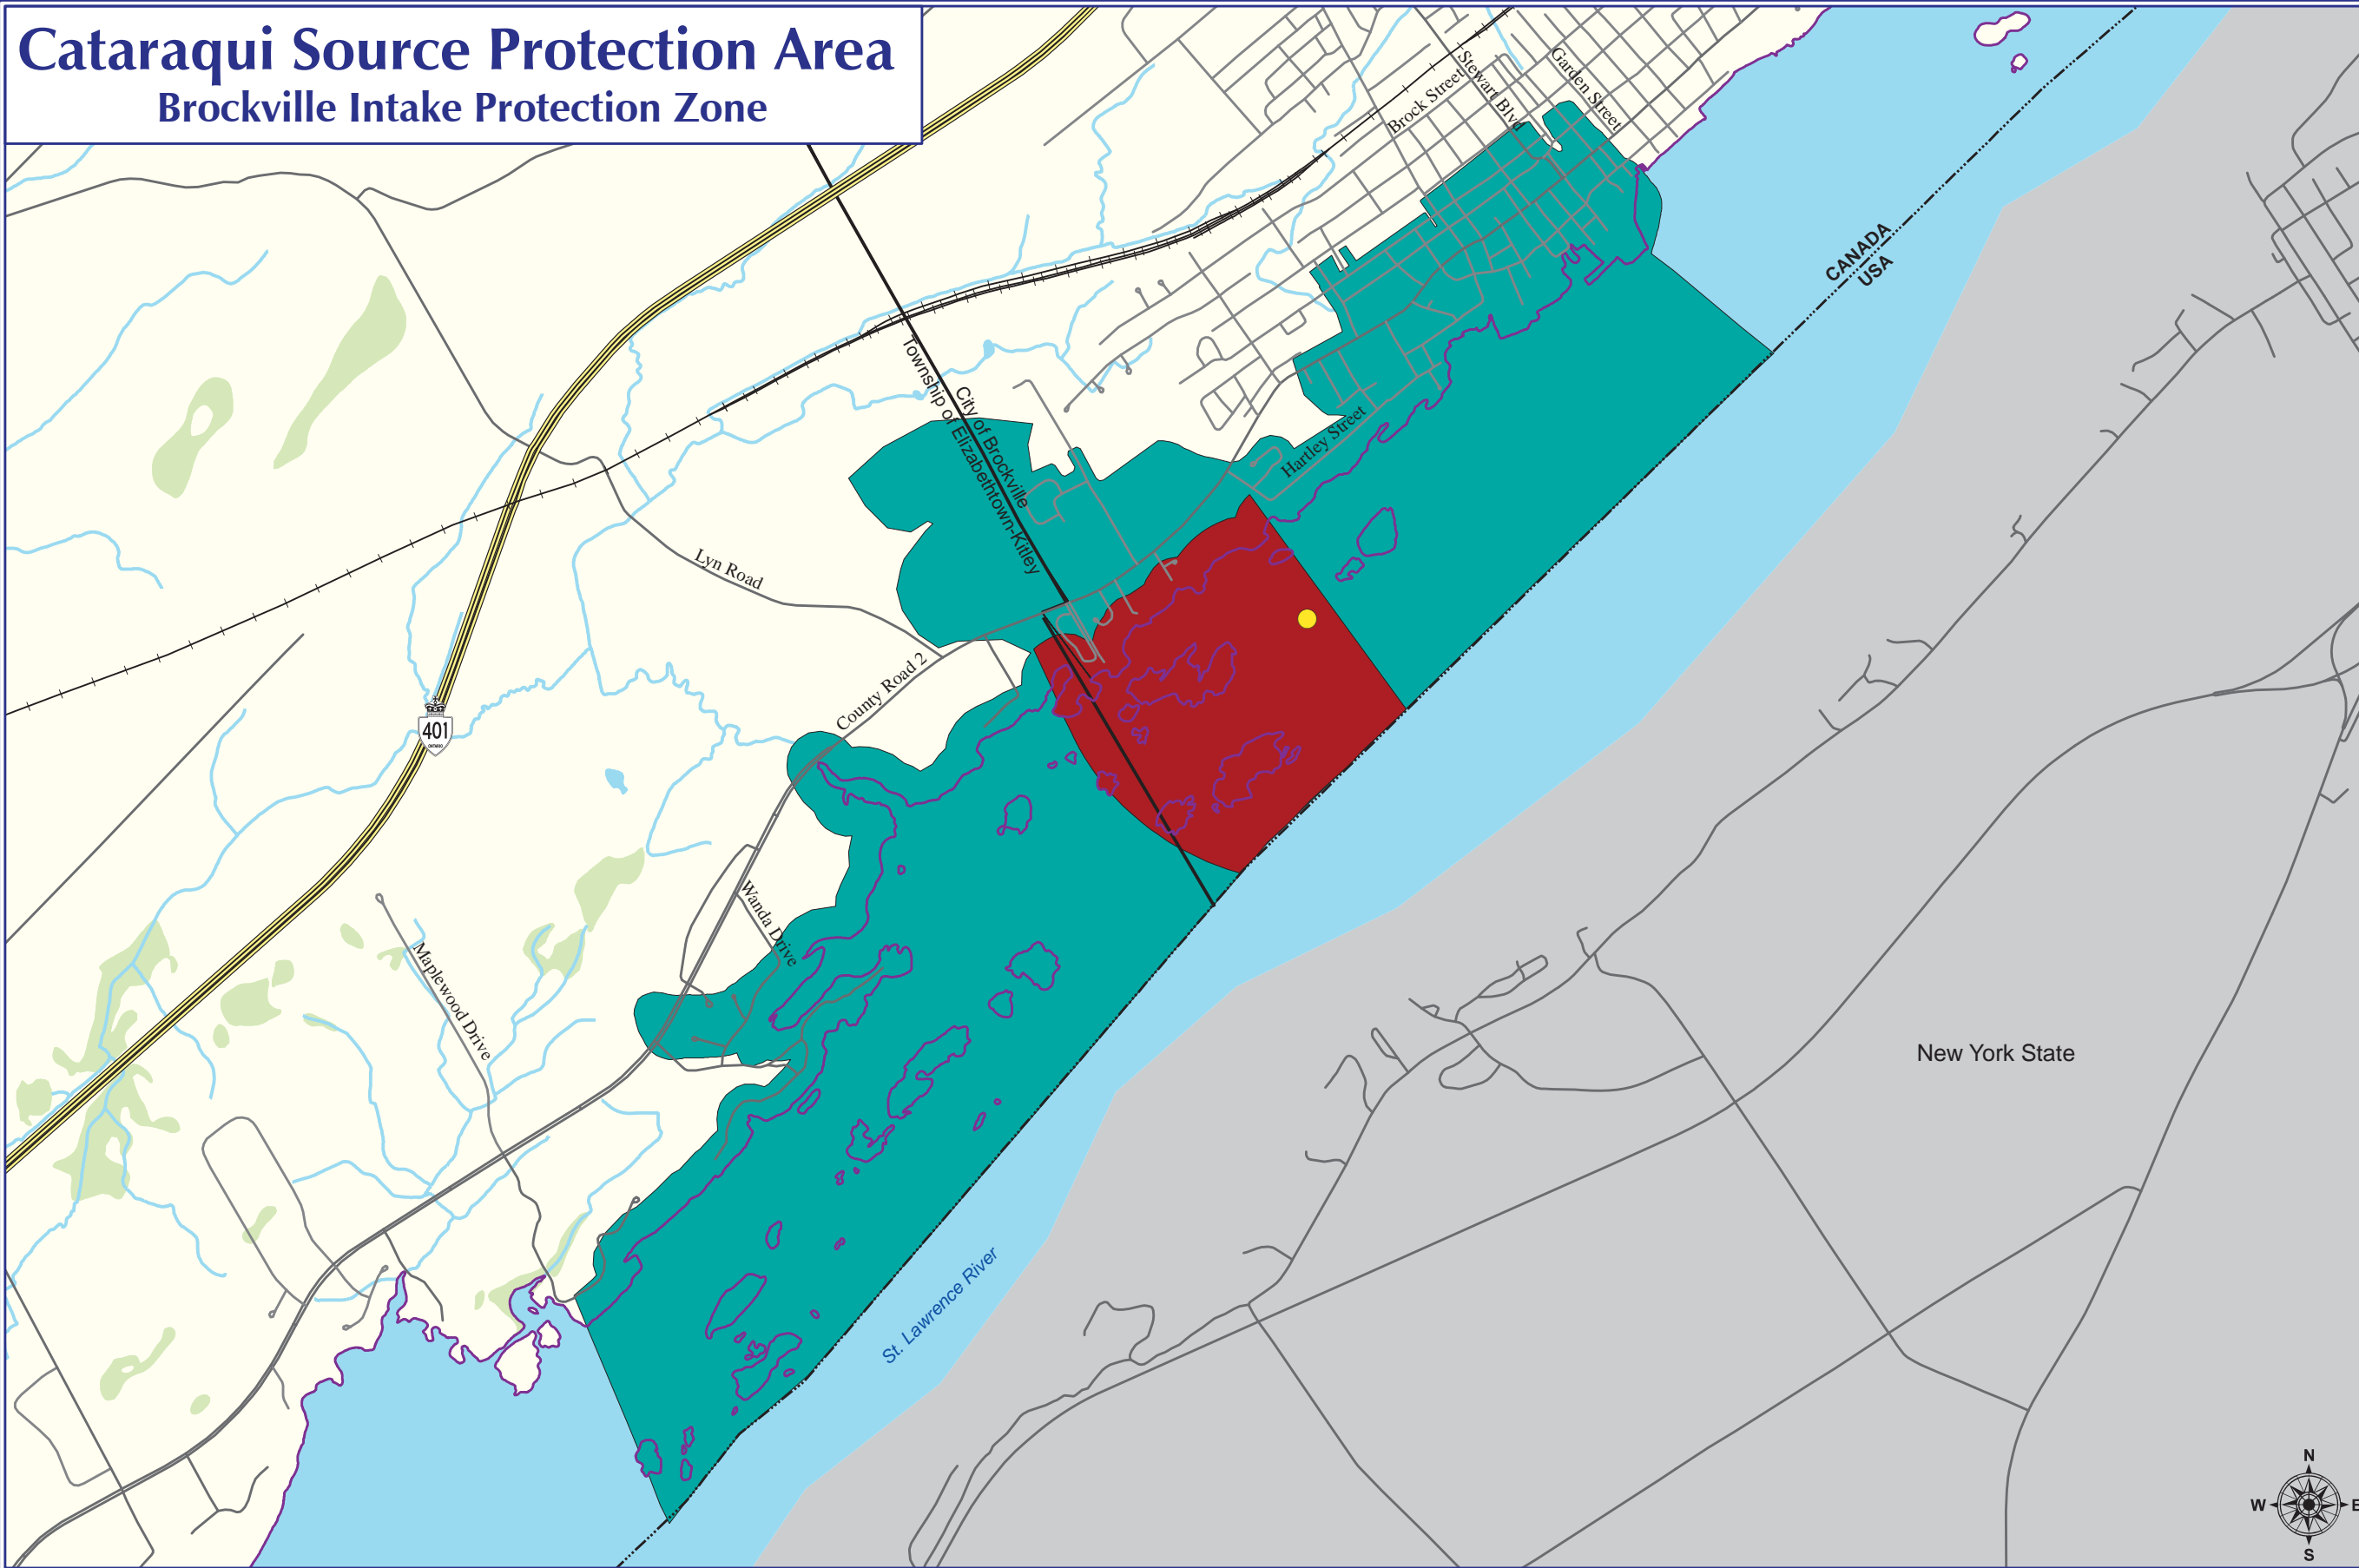 Cataraqui Source Protection Area
Brockville Intake Protection Zone
Stewart Blvd
Garden Street
Brock Street
CANADA
USA
City of Brockville
Township of Elizabethtown-Kitley
Hartley Street
Lyn Road
County Road 2
401
ONTARIO
Wanda Drive
Maplewood Drive
New York State
St. Lawrence River
N
W
E
S